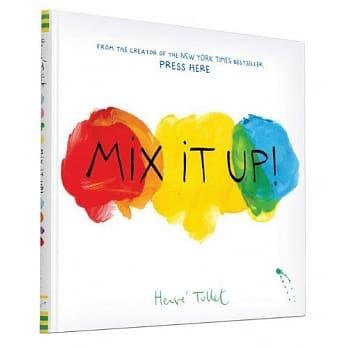 FROM THE CREATOR OF THE NEW YORK TIMES BESTSELLER,
PRESS HERE
MiX iT UP!
Hervé Tullet